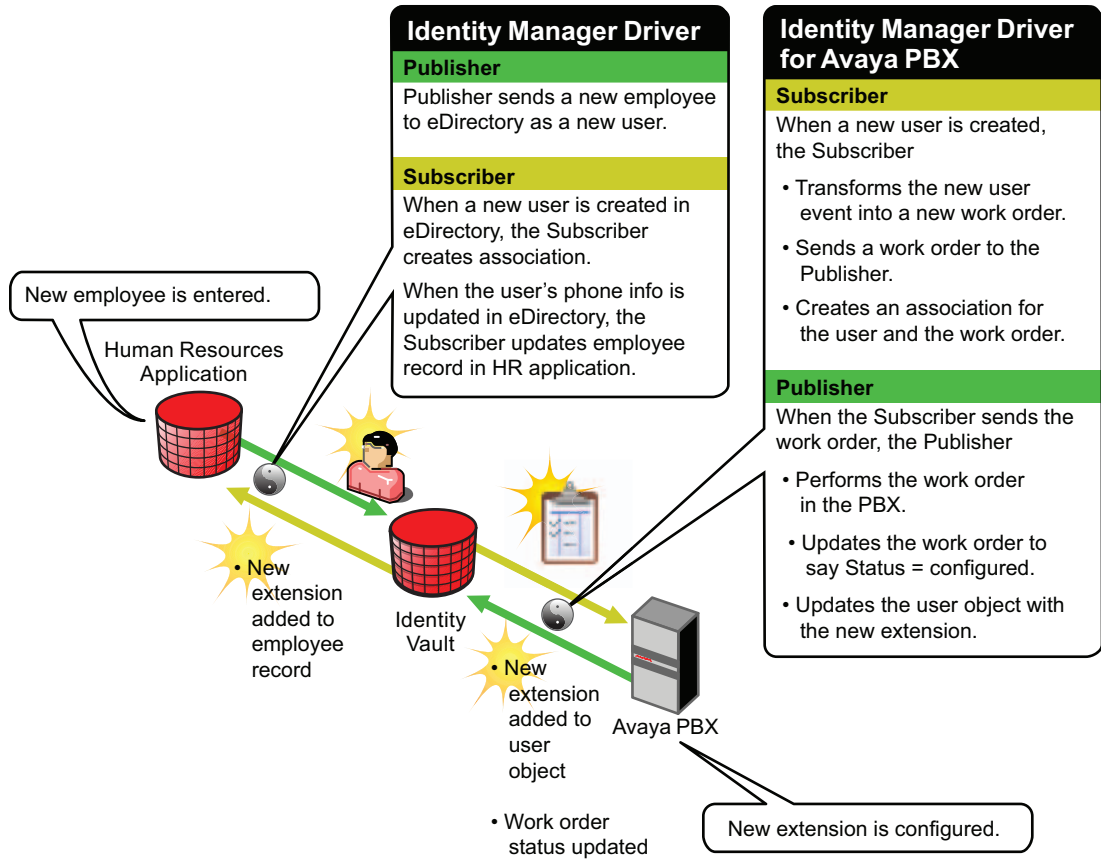 Identity Manager Driver
Publisher
Publisher sends a new employee
to eDirectory as a new user.
Subscriber
When a new user is created in
eDirectory, the Subscriber
creates association.
When the user's phone info is
updated in eDirectory, the
Subscriber updates employee
record in HR application.
Identity Manager Driver
for Avaya PBX
Subscriber
When a new user is created,
the Subscriber
• Transforms the new user
event into a new work order.
• Sends a work order to the
Publisher.
• Creates an association for
the user and the work order.
Publisher
When the Subscriber sends the
work order, the Publisher
• Performs the work order
in the PBX.
• Updates the work order to
say Status = configured.
• Updates the user object with
the new extension.
New employee is entered.
Human Resources
Application
• New
extension
added to
employee
record
Identity
Vault
• New
extension
added to
user
object
• Work order
status updated
Avaya PBX
New extension is configured.